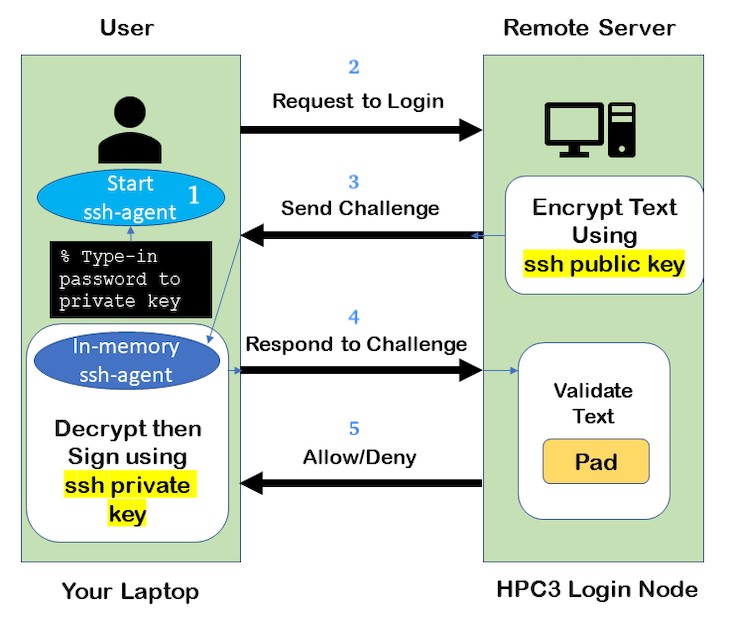 User
Remote Server
2
Request to Login
Start
ssh-agent
1
3
Send Challenge
Encrypt Text
Using
ssh public key
% Type-in
password to
private key
4
Respond to Challenge
In-memory
ssh-agent
Decrypt then
Sign using
ssh private
key
Validate
Text
Pad
5
Allow/Deny
Your Laptop
HPC3 Login Node